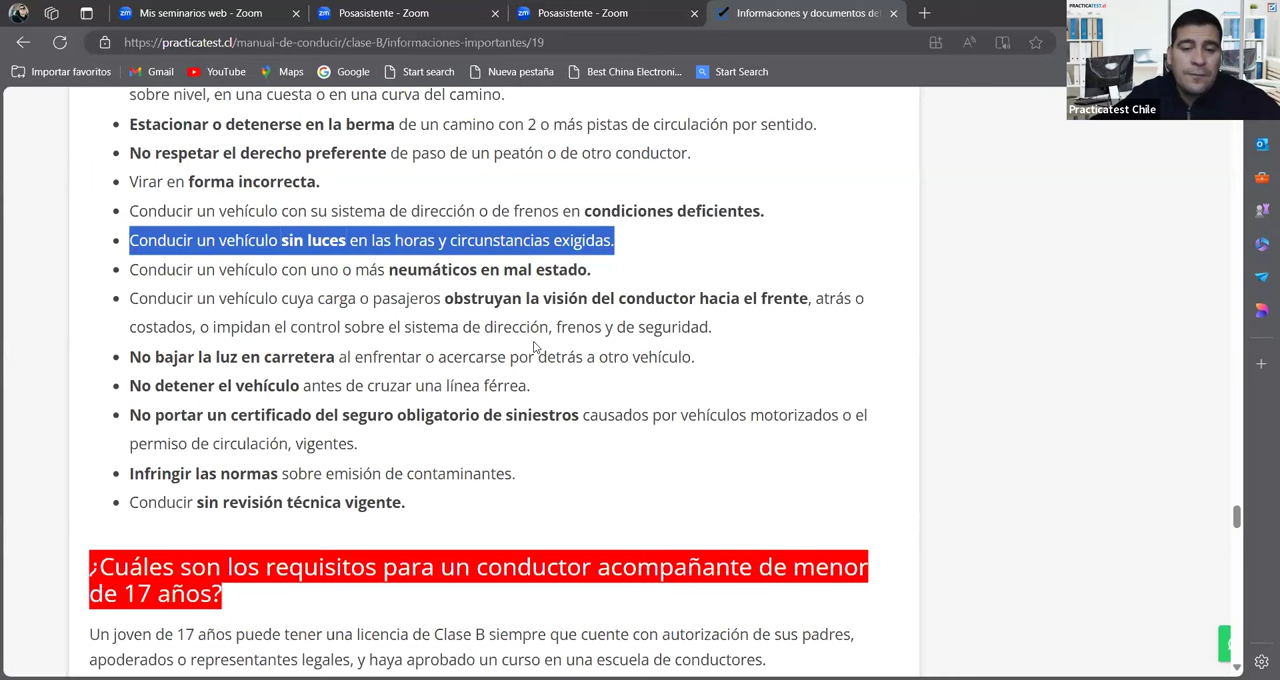 Mis seminarios web - Zoom
Posasistente - Zoom
Posasistente - Zoom
Informaciones y documentos del
https://practicatest.cl/manual-de-conducir/clase-B/informaciones-importantes/19
Importar favoritos
Gmail
YouTube
Maps
Google
Start search
Nueva pestaña
Best China Electroni...
Start Search
PRACTICATEST.cl
Practicatest Chile
sobre nivel, en una cuesta o en una curva del camino.
Estacionar o detenerse en la berma de un camino con 2 o más pistas de circulación por sentido.
No respetar el derecho preferente de paso de un peatón o de otro conductor.
Virar en forma incorrecta.
Conducir un vehículo con su sistema de dirección o de frenos en condiciones deficientes.
Conducir un vehículo sin luces en las horas y circunstancias exigidas.
Conducir un vehículo con uno o más neumáticos en mal estado.
Conducir un vehículo cuya carga o pasajeros obstruyan la visión del conductor hacia el frente, atrás o
costados, o impidan el control sobre el sistema de dirección, frenos y de seguridad.
No bajar la luz en carretera al enfrentar o acercarse por detrás a otro vehículo.
No detener el vehículo antes de cruzar una línea férrea.
No portar un certificado del seguro obligatorio de siniestros causados por vehículos motorizados o el
permiso de circulación, vigentes.
Infringir las normas sobre emisión de contaminantes.
Conducir sin revisión técnica vigente.
¿Cuáles son los requisitos para un conductor acompañante de menor
de 17 años?
Un joven de 17 años puede tener una licencia de Clase B siempre que cuente con autorización de sus padres,
apoderados o representantes legales, y haya aprobado un curso en una escuela de conductores.